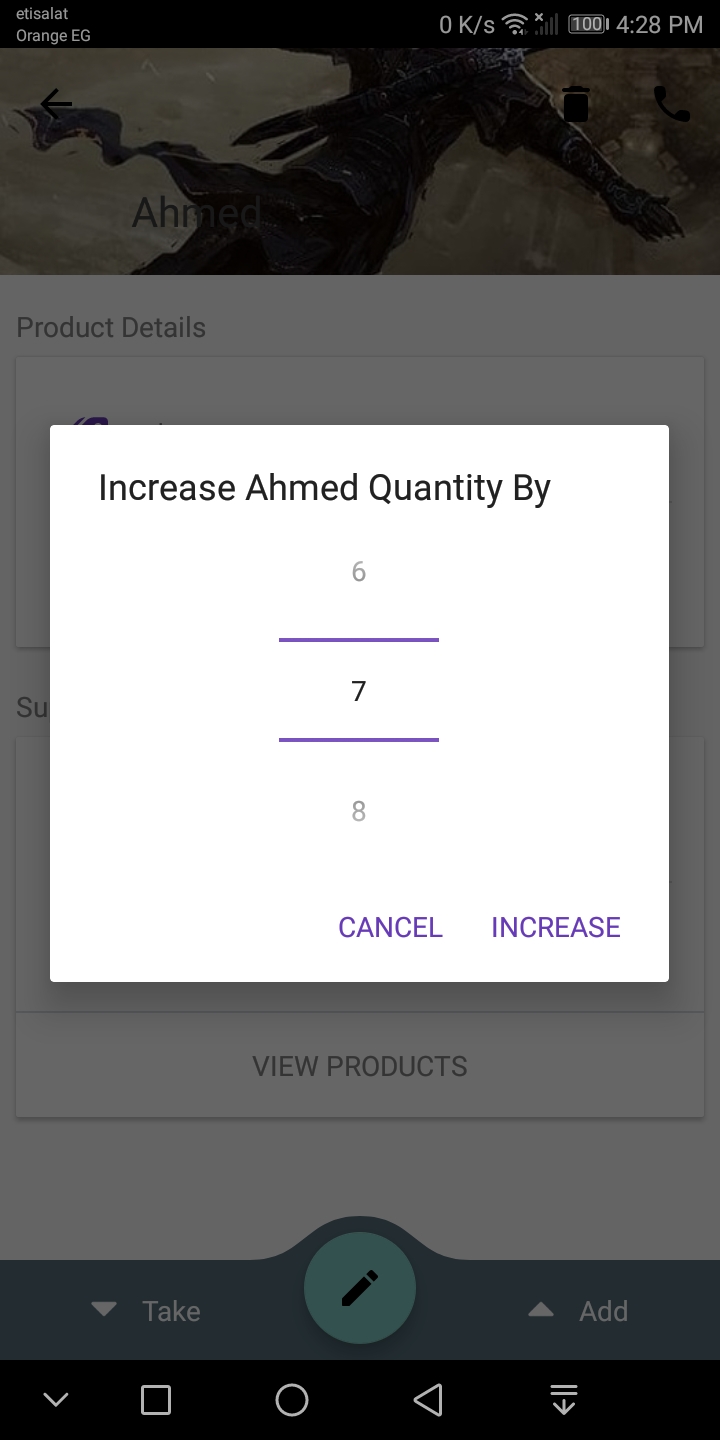 etisalat
Orange EG
0 K/s 100 4:28 PM
Ahmed
Product Details
Increase Ahmed Quantity By
6
7
Su
8
CANCEL INCREASE
VIEW PRODUCTS
Take Add